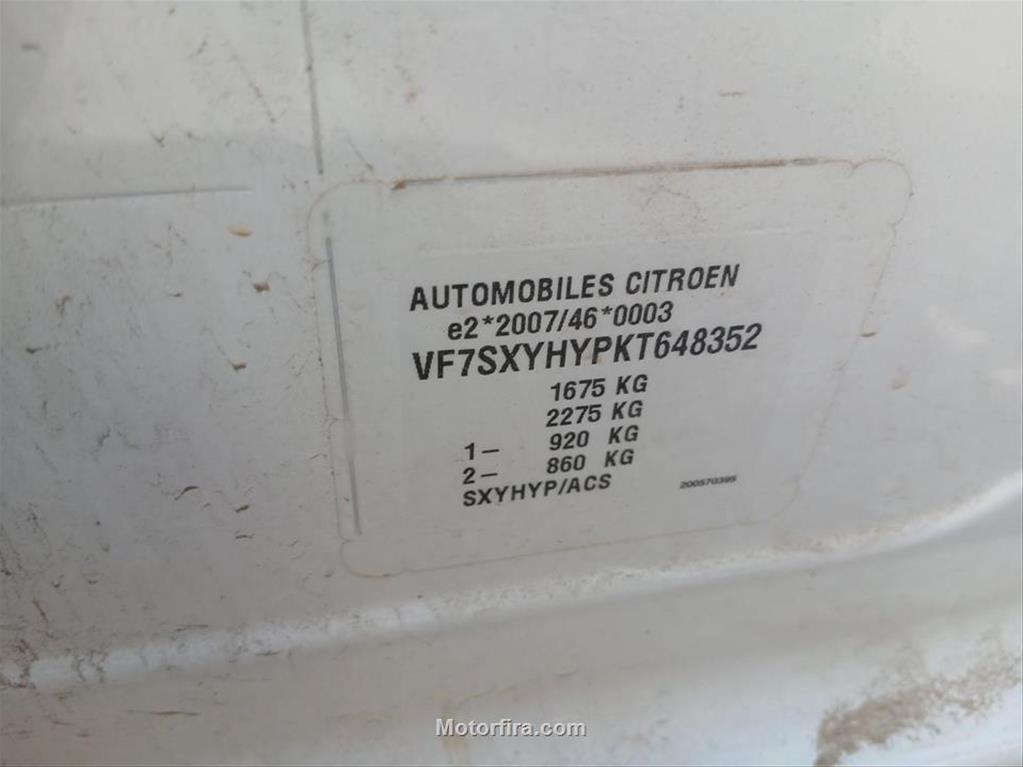 AUTOMOBILES CITROEN
e2*2007/46*0003
VF7SXYHYPKT648352
1675 KG
2275 KG
1- 920 KG
2- 860 KG
SXYHYP/ACS
200570395
Motorfira.com